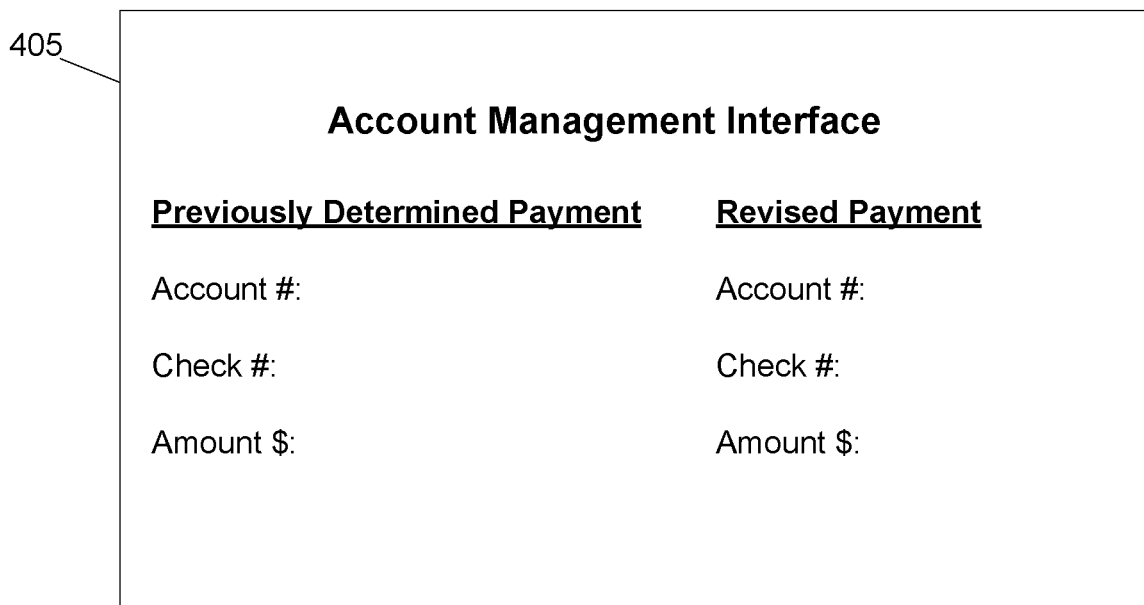 405
Account Management Interface
Previously Determined Payment Revised Payment
Account #: Account #:
Check #: Check #:
Amount $: Amount $: